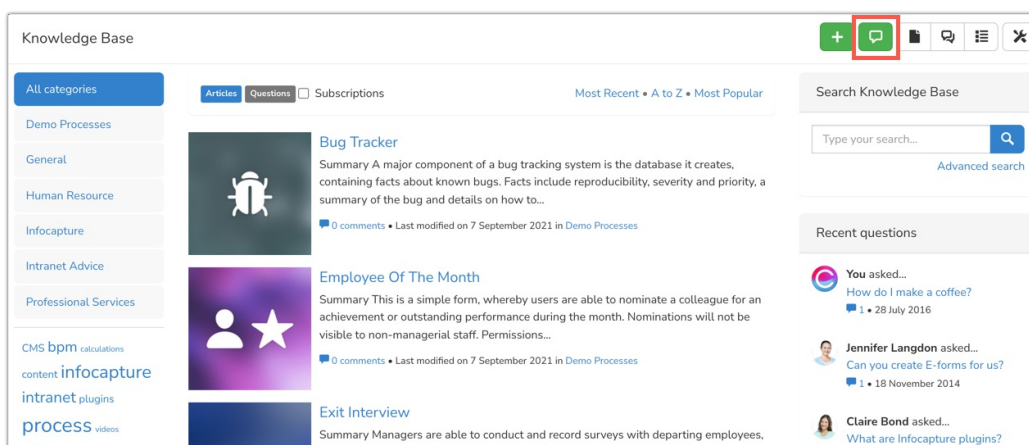 Knowledge Base
All categories
Demo Processes
General
Human Resource
Infocapture
Intranet Advice
Professional Services
CMS bpm calculations
content infocapture
intranet plugins
process videos
Articles Questions Subscriptions
Most Recent • A to Z • Most Popular
Bug Tracker
Summary A major component of a bug tracking system is the database it creates,
containing facts about known bugs. Facts include reproducibility, severity and priority, a
summary of the bug and details on how to...
0 comments • Last modified on 7 September 2021 in Demo Processes
Employee Of The Month
Summary This is a simple form, whereby users are able to nominate a colleague for an
achievement or outstanding performance during the month. Nominations will not be
visible to non-managerial staff. Permissions...
0 comments • Last modified on 7 September 2021 in Demo Processes
Exit Interview
Summary Managers are able to conduct and record surveys with departing employees,
Search Knowledge Base
Type your search...
Advanced search
Recent questions
You asked...
How do I make a coffee?
1 • 28 July 2016
Jennifer Langdon asked...
Can you create E-forms for us?
1 • 18 November 2014
Claire Bond asked...
What are Infocapture plugins?